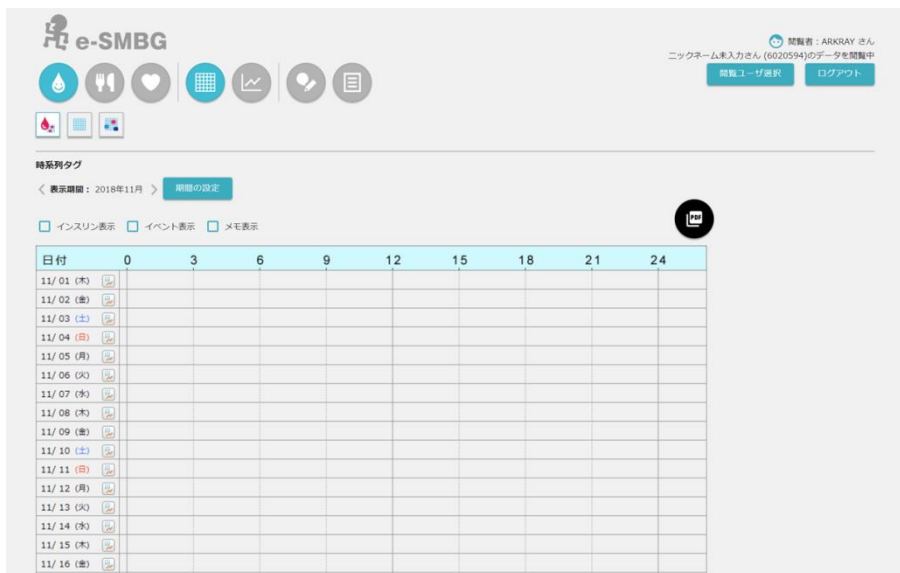 e-SMBG
閲覧者：ARKRAY さん
ニックネーム未入力さん (6020594)のデータを閲覧中
閲覧ユーザ選択 ログアウト
時系列タグ
表示期間： 2018年11月 期間の設定
インスリン表示 イベント表示 メモ表示
PDF
日付 0 3 6 9 12 15 18 21 24
11/ 01 (木)
11/ 02 (金)
11/ 03 (土)
11/ 04 (日)
11/ 05 (月)
11/ 06 (火)
11/ 07 (水)
11/ 08 (木)
11/ 09 (金)
11/ 10 (土)
11/ 11 (日)
11/ 12 (月)
11/ 13 (火)
11/ 14 (水)
11/ 15 (木)
11/ 16 (金)